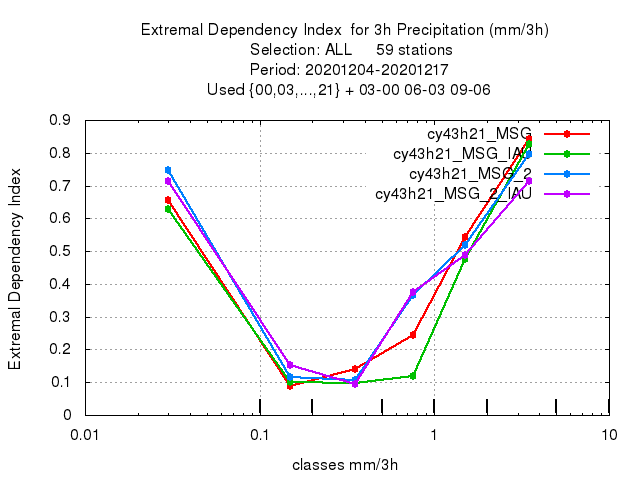 Extremal Dependency Index  for 3h Precipitation (mm/3h)
Selection: ALL     59 stations
Period: 20201204-20201217
Used {00,03,...,21} + 03-00 06-03 09-06
cy43h21_MSG
cy43h21_MSG_IAU
cy43h21_MSG_2
cy43h21_MSG_2_IAU
Extremal Dependency Index
0.9
0.8
0.7
0.6
0.5
0.4
0.3
0.2
0.1
0
0.01 0.1 1 10
classes mm/3h